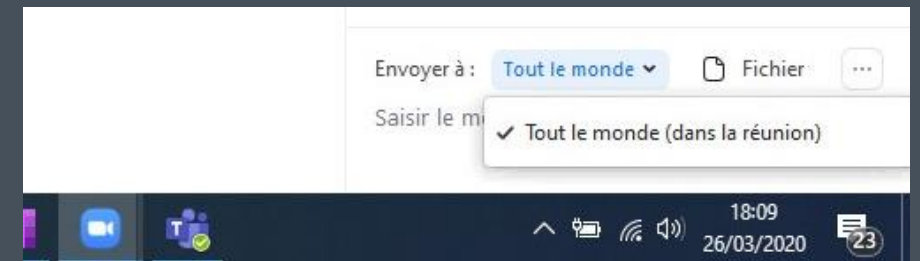 Envoyer à : Tout le monde Fichier ...
Saisir le
Tout le monde (dans la réunion)
T
18:09
26/03/2020
23